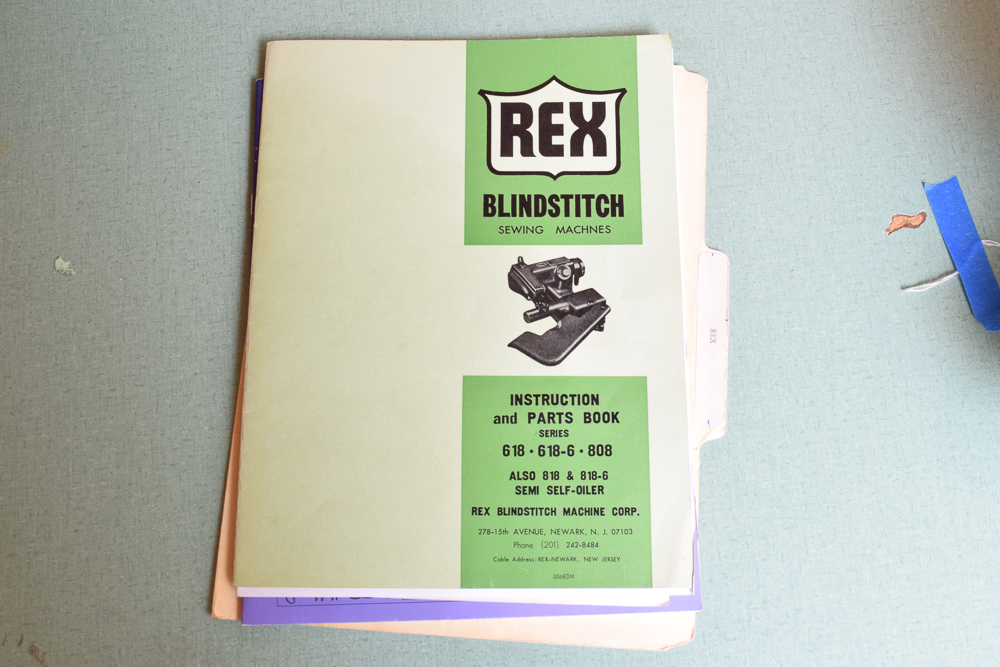 REX
BLINDSTITCH
SEWING MACHNES
INSTRUCTION
and PARTS BOOK
SERIES
618 · 618-6 · 808
ALSO 818 & 818-6
SEMI SELF-OILER
REX BLINDSTITCH MACHINE CORP.
278-15th AVENUE, NEWARK, N. J. 07103
Phone (201) 242-8484
Cable Address: REX-NEWARK, NEW JERSEY
REX